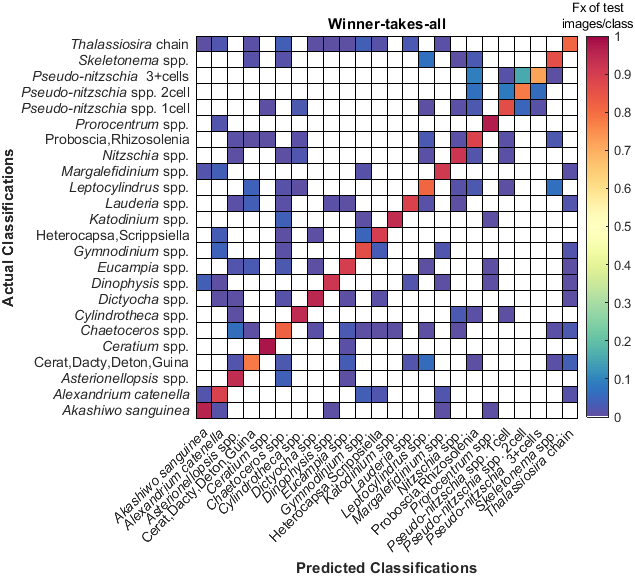 Winner-takes-all
Fx of test
images/class
Actual Classifications
Thalassiosira chain
Skeletonema spp.
Pseudo-nitzschia 3+cells
Pseudo-nitzschia spp. 2cell
Pseudo-nitzschia spp. 1cell
Prorocentrum spp.
Proboscia,Rhizosolenia
Nitzschia spp.
Margalefidinium spp.
Leptocylindrus spp.
Lauderia spp.
Katodinium spp.
Heterocapsa,Scrippsiella
Gymnodinium spp.
Eucampia spp.
Dinophysis spp.
Dictyocha spp.
Cylindrotheca spp.
Chaetoceros spp.
Ceratium spp.
Cerat,Dacty,Deton,Guina
Asterionellopsis spp.
Alexandrium catenella
Akashiwo sanguinea
1
0.9
0.8
0.7
0.6
0.5
0.4
0.3
0.2
0.1
0
Akashiwo sanguinea
Alexandrium catenella
Asterionellopsis spp.
Cerat,Dacty,Deton,Guina
Ceratium spp.
Chaetoceros spp.
Cylindrotheca spp.
Dictyocha spp.
Dinophysis spp.
Eucampia spp.
Gymnodinium spp.
Heterocapsa,Scrippsiella
Katodinium spp.
Lauderia spp.
Leptocylindrus spp.
Margalefidinium spp.
Nitzschia spp.
Proboscia,Rhizosolenia
Prorocentrum spp.
Pseudo-nitzschia spp. 1cell
Pseudo-nitzschia spp. 2cell
Pseudo-nitzschia 3+cells
Skeletonema spp.
Thalassiosira chain
Predicted Classifications